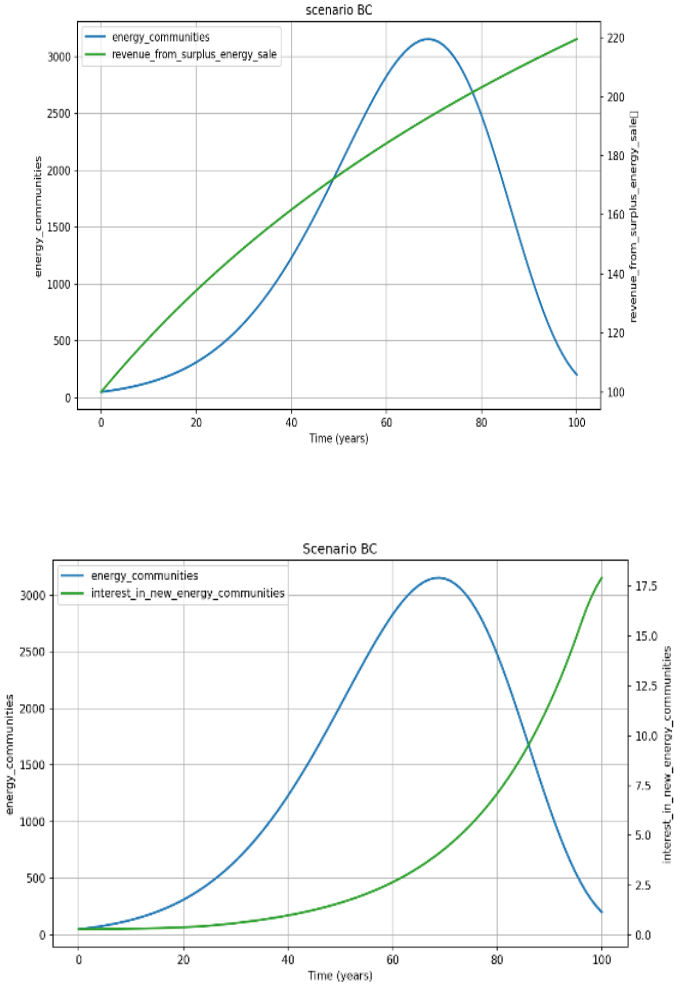 scenario BC
energy_communities
revenue_from_surplus_energy_sale
3000
2500
2000
1500
1000
500
0
energy_communities
220
200
180
160
140
120
100
revenue_from_surplus_energy_sale▯
0 20 40 60 80 100
Time (years)
Scenario BC
energy_communities
interest_in_new_energy_communities
3000
2500
2000
1500
1000
500
0
energy_communities
17.5
15.0
12.5
10.0
7.5
5.0
2.5
0.0
interest_in_new_energy_communities
0 20 40 60 80 100
Time (years)